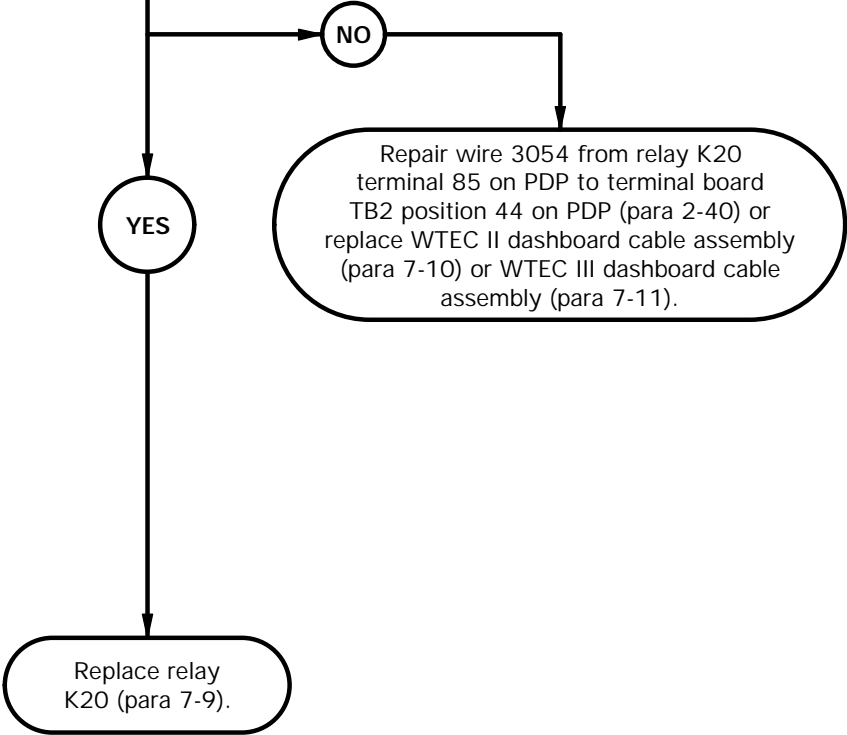 NO
Repair wire 3054 from relay K20
terminal 85 on PDP to terminal board
TB2 position 44 on PDP (para 2-40) or
replace WTEC II dashboard cable assembly
(para 7-10) or WTEC III dashboard cable
assembly (para 7-11).
YES
Replace relay
K20 (para 7-9).